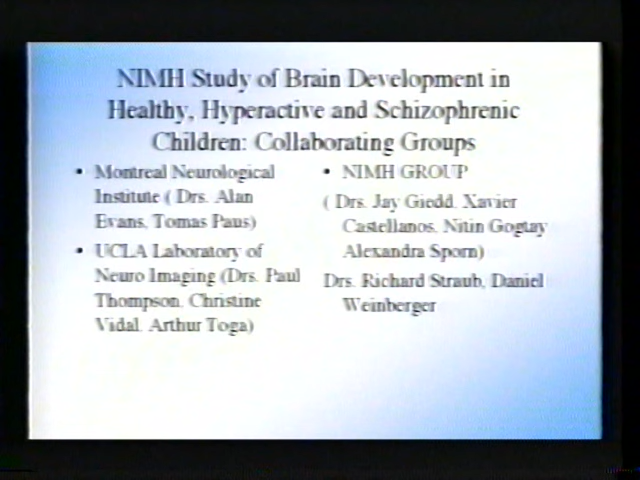 NIMH Study of Brain Development in
Healthy, Hyperactive and Schizophrenic
Children: Collaborating Groups
• Montreal Neurological
Institute ( Drs. Alan
Evans, Tomas Paus)
• UCLA Laboratory of
Neuro Imaging (Drs. Paul
Thompson, Christine
Vidal, Arthur Toga)
• NIMH GROUP
( Drs. Jay Giedd, Xavier
Castellanos, Nitin Gogtay
Alexandra Sporn)
Drs. Richard Straub, Daniel
Weinberger